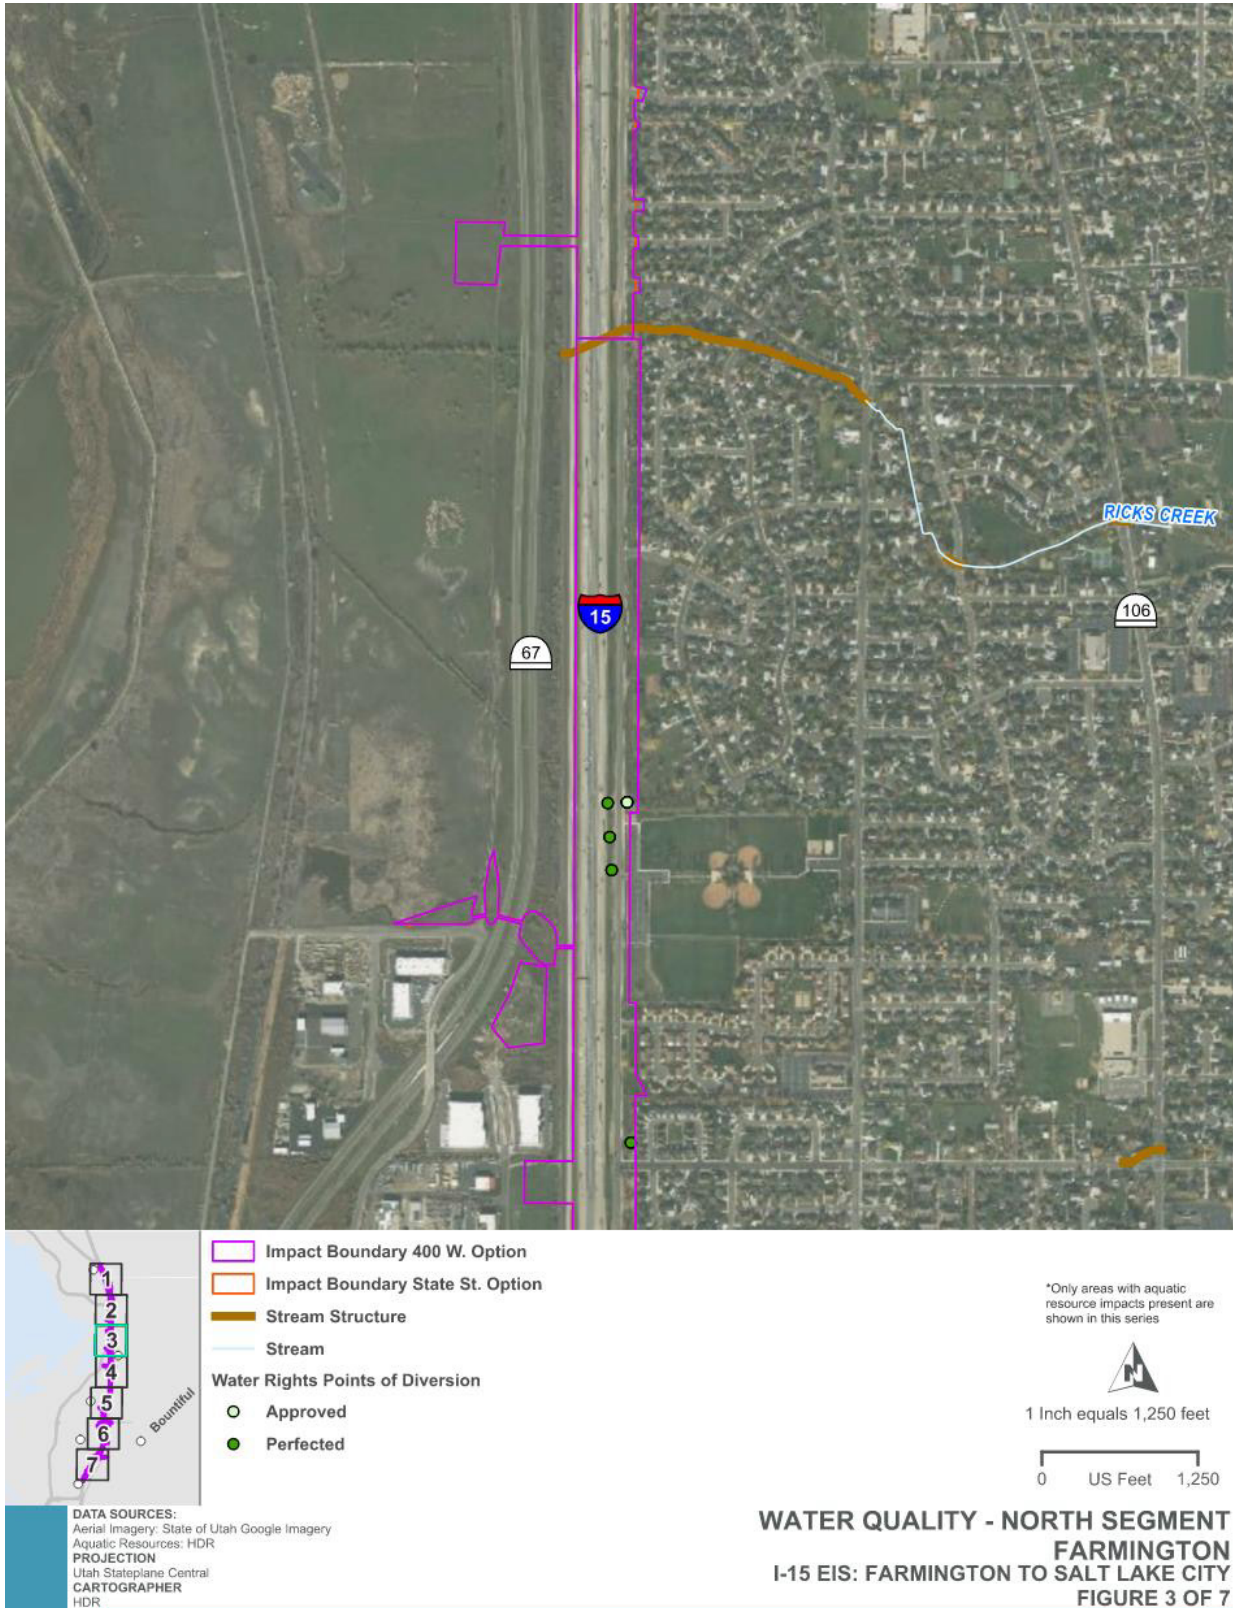 RICKS CREEK
106
15
67
Impact Boundary 400 W. Option
Impact Boundary State St. Option
Stream Structure
Stream
Water Rights Points of Diversion
Approved
Perfected
1
2
3
4
5
6
7
Bountiful
*Only areas with aquatic
resource impacts present are
shown in this series
N
1 Inch equals 1,250 feet
0 US Feet 1,250
DATA SOURCES:
Aerial Imagery: State of Utah Google Imagery
Aquatic Resources: HDR
PROJECTION
Utah Stateplane Central
CARTOGRAPHER
HDR
WATER QUALITY - NORTH SEGMENT
FARMINGTON
I-15 EIS: FARMINGTON TO SALT LAKE CITY
FIGURE 3 OF 7